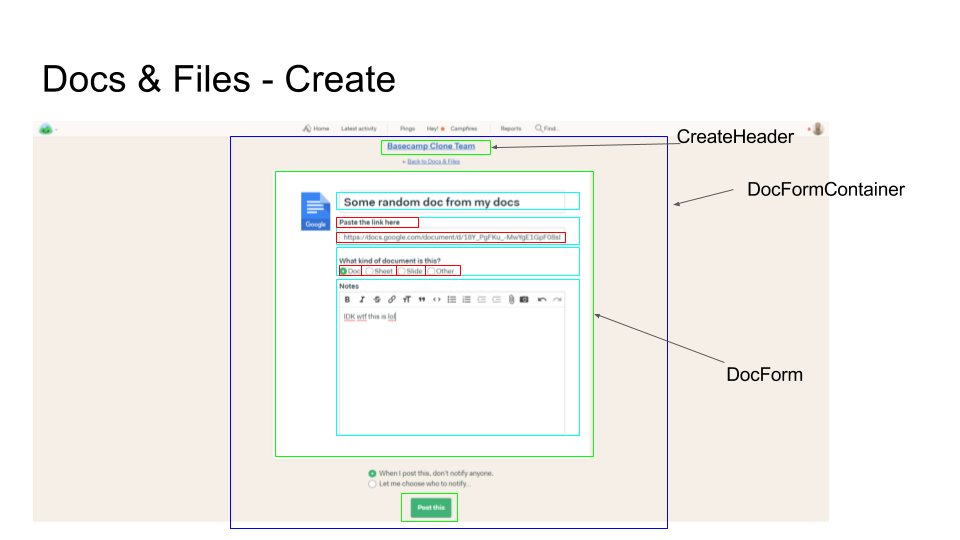 Docs & Files - Create
Home Latest activity Pings Hey! Campfires Reports Find...
Basecamp Clone Team
CreateHeader
← Back to Docs & Files
DocFormContainer
Google
Some random doc from my docs
Paste the link here
https://docs.google.com/document/d/18Y_PgFKu_-MwYgE1GpF08sE
What kind of document is this?
Doc Sheet Slide Other
Notes
IDK wtf this is lol
DocForm
When I post this, don't notify anyone.
Let me choose who to notify...
Post this